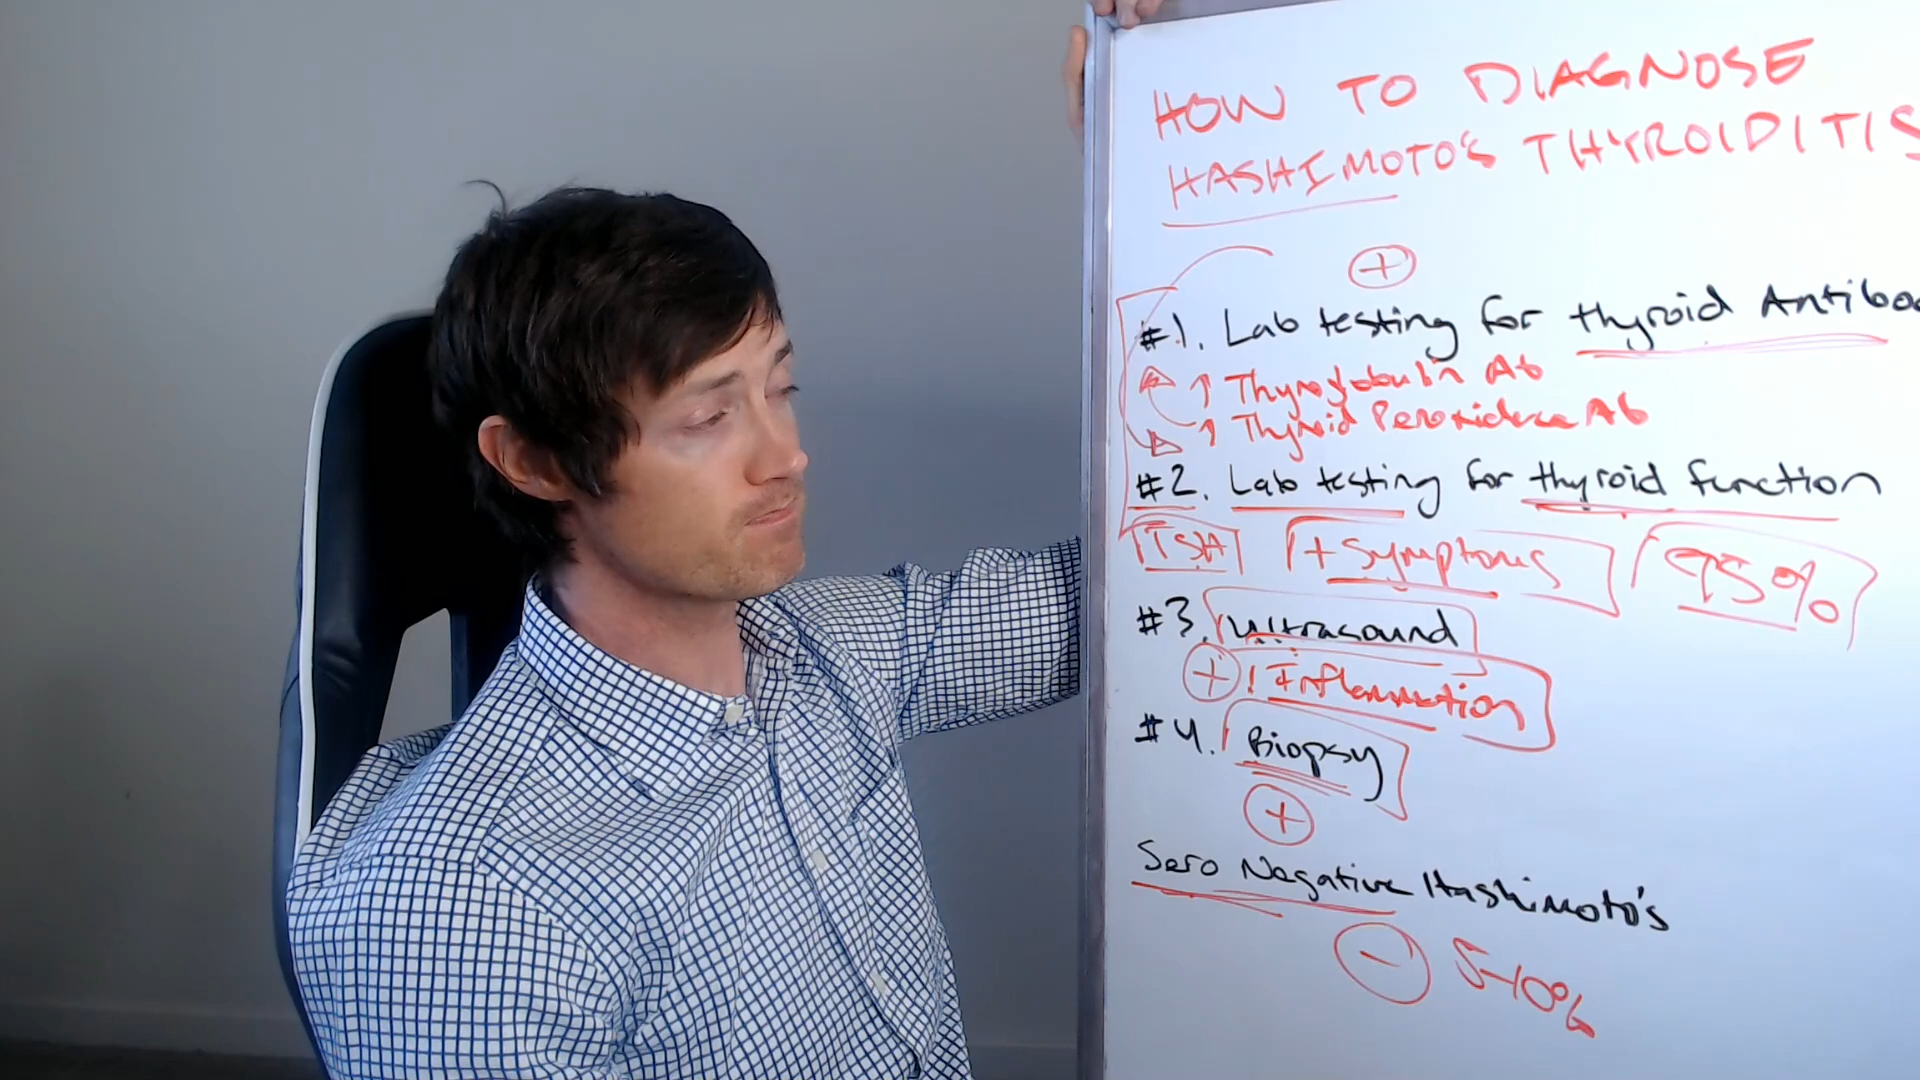 HOW TO DIAGNOSE
HASHIMOTO'S THYROIDITIS
+
#1. Lab testing for thyroid Antiboo
↑ Thyroglobulin Ab
↑ Thyroid Peroxidase Ab
#2. Lab testing for thyroid function
TSH + Symptoms 95%
#3. Ultrasound
+ ! Inflammation
#4. Biopsy
+
Sero Negative Hashimoto's
- 5-10%